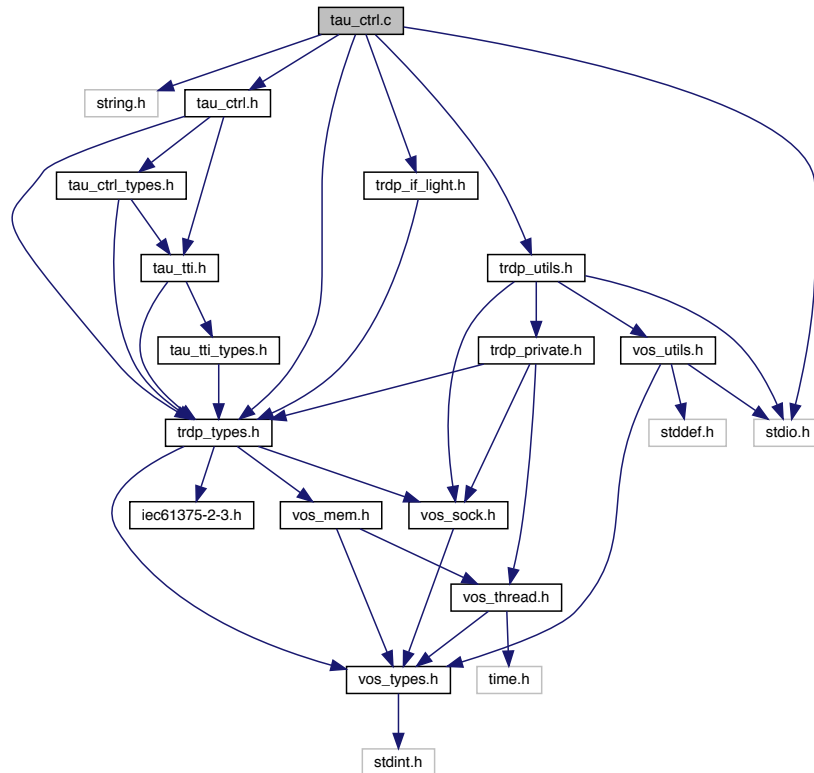 tau_ctrl.c
string.h
tau_ctrl.h
tau_ctrl_types.h
trdp_if_light.h
tau_tti.h
trdp_utils.h
tau_tti_types.h
trdp_private.h
vos_utils.h
trdp_types.h
stddef.h
stdio.h
iec61375-2-3.h
vos_mem.h
vos_sock.h
vos_thread.h
vos_types.h
time.h
stdint.h